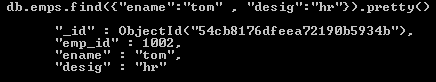 db.emps.find({"ename":"tom" , "desig":"hr"}).pretty()
"_id" : ObjectId("54cb8176dfeea72190b5934b"),
"emp_id" : 1002,
"ename" : "tom",
"desig" : "hr"